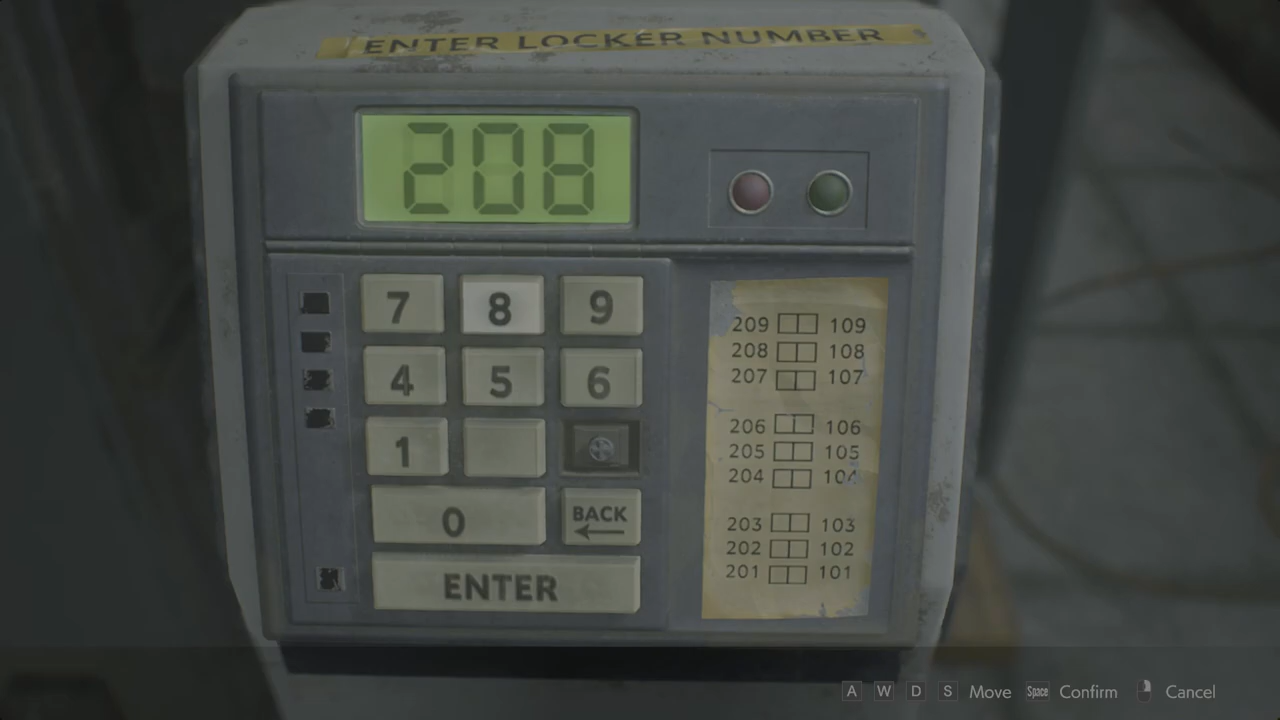 ENTER LOCKER NUMBER
208
7 8 9
4 5 6
1
0 BACK
ENTER
209 109
208 108
207 107
206 106
205 105
204 104
203 103
202 102
201 101
A W D S Move Space Confirm Cancel